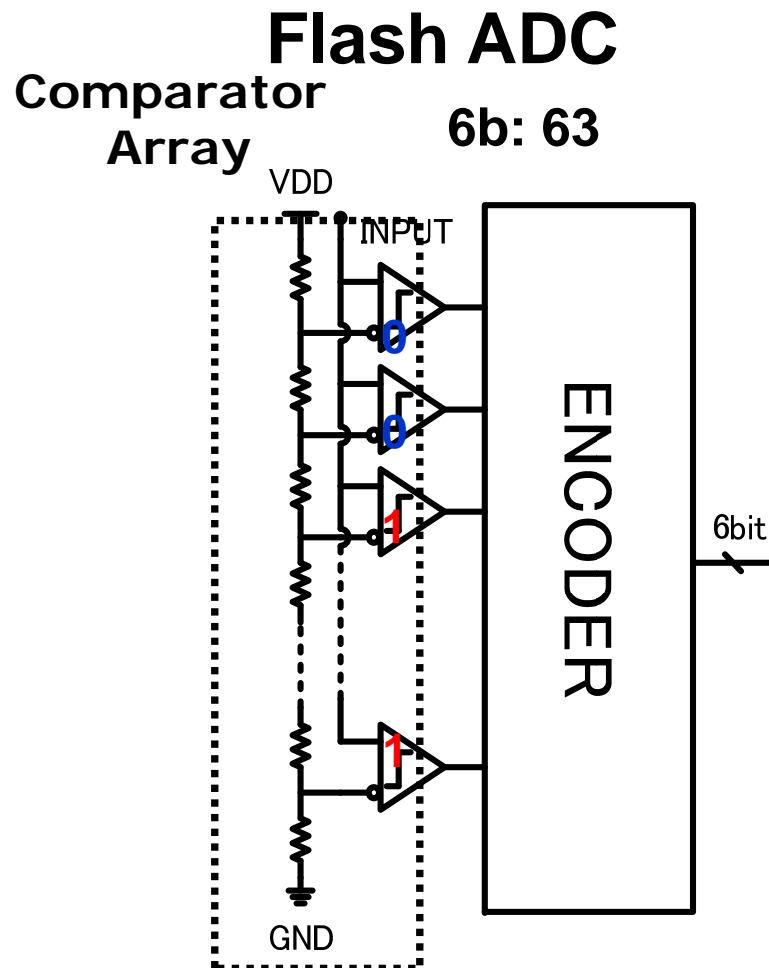 Flash ADC
Comparator
Array
6b: 63
VDD
INPUT
0
0
1
1
ENCODER
6bit
GND